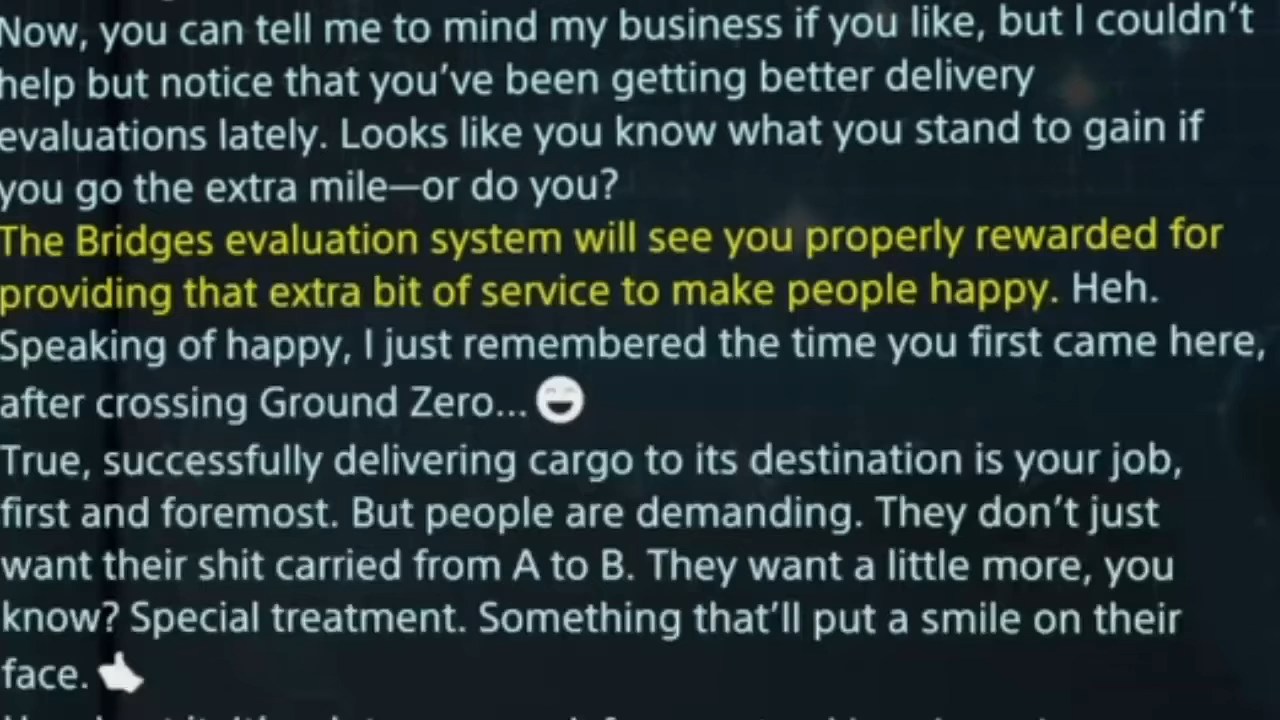 Now, you can tell me to mind my business if you like, but I couldn't
help but notice that you've been getting better delivery
evaluations lately. Looks like you know what you stand to gain if
you go the extra mile—or do you?
The Bridges evaluation system will see you properly rewarded for
providing that extra bit of service to make people happy. Heh.
Speaking of happy, I just remembered the time you first came here,
after crossing Ground Zero...
True, successfully delivering cargo to its destination is your job,
first and foremost. But people are demanding. They don't just
want their shit carried from A to B. They want a little more, you
know? Special treatment. Something that'll put a smile on their
face.